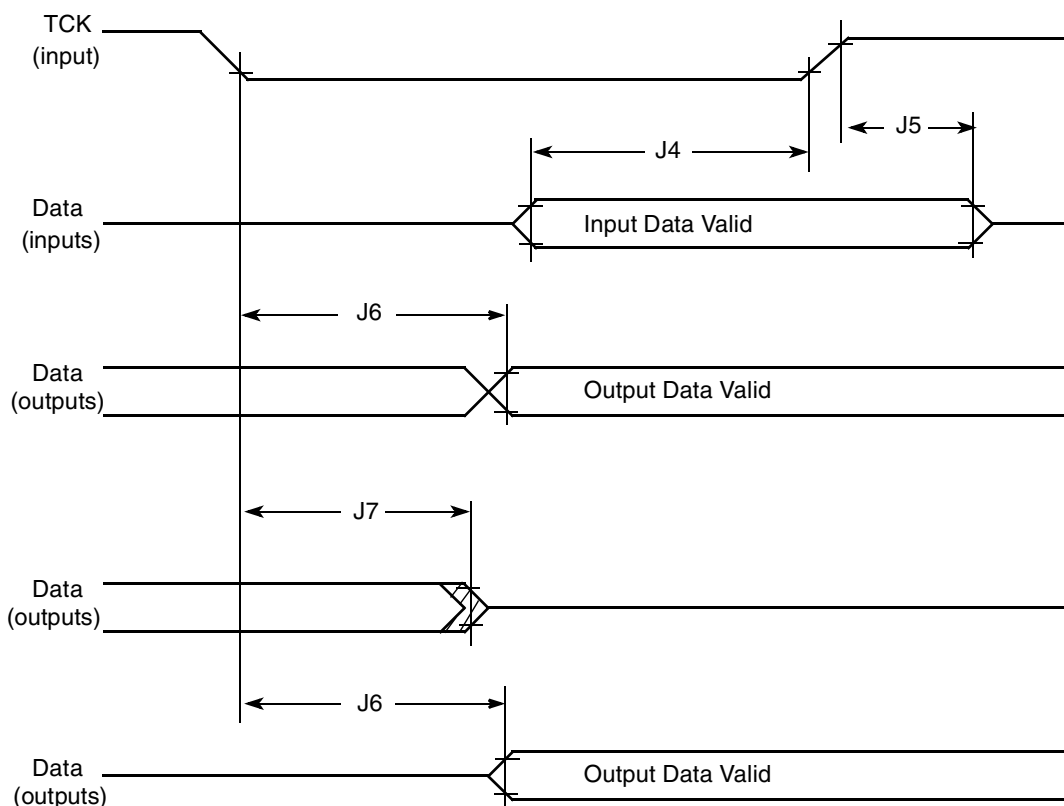 TCK
(input)
J5
J4
Data
(inputs)
Input Data Valid
J6
Data
(outputs)
Output Data Valid
J7
Data
(outputs)
J6
Data
(outputs)
Output Data Valid